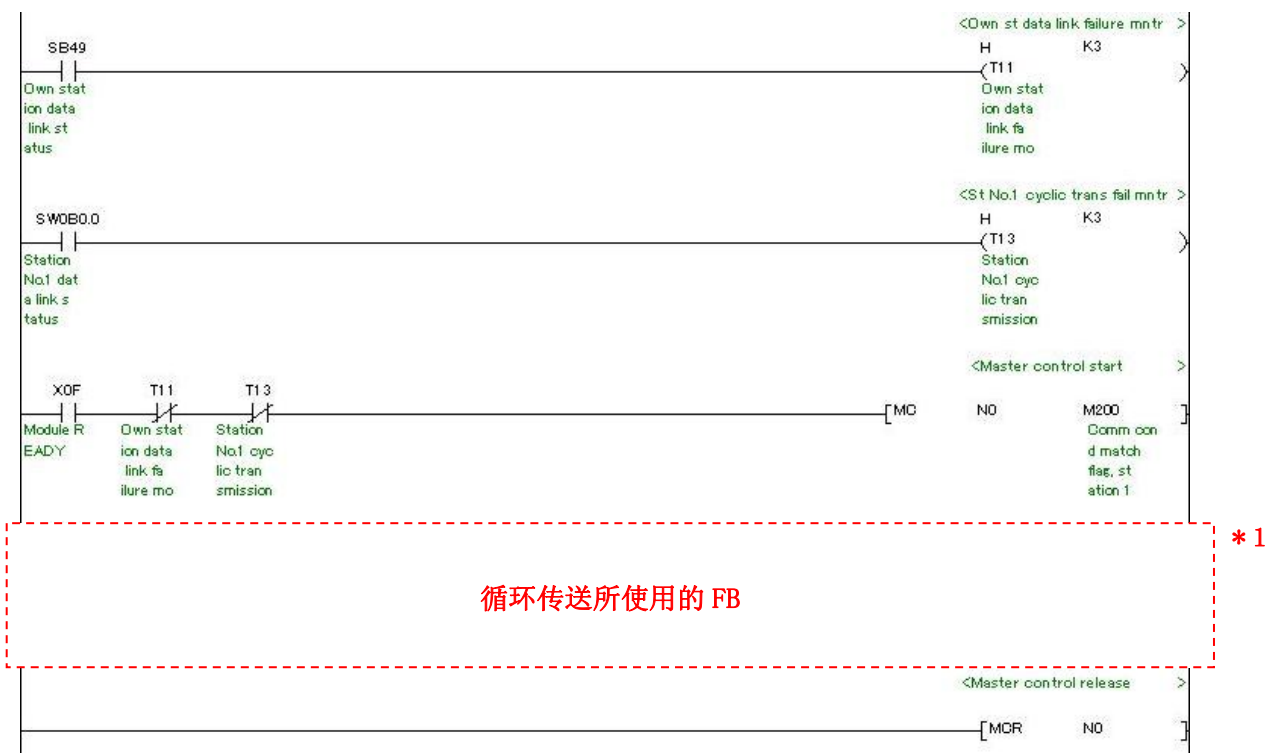 <Own st data link failure mntr >
SB49
H K3
(T11 )
Own stat
ion data
link st
atus
Own stat
ion data
link fa
ilure mo
<St No.1 cyclic trans fail mntr >
SW0B0.0
H K3
(T13 )
Station
No.1 dat
a link s
tatus
Station
No.1 cyc
lic tran
smission
<Master control start >
X0F T11 T13
[MC N0 M200 ]
Module R
EADY
Own stat
ion data
link fa
ilure mo
Station
No.1 cyc
lic tran
smission
Comm con
d match
flag, st
ation 1
*1
循环传送所使用的 FB
<Master control release >
[MCR N0 ]